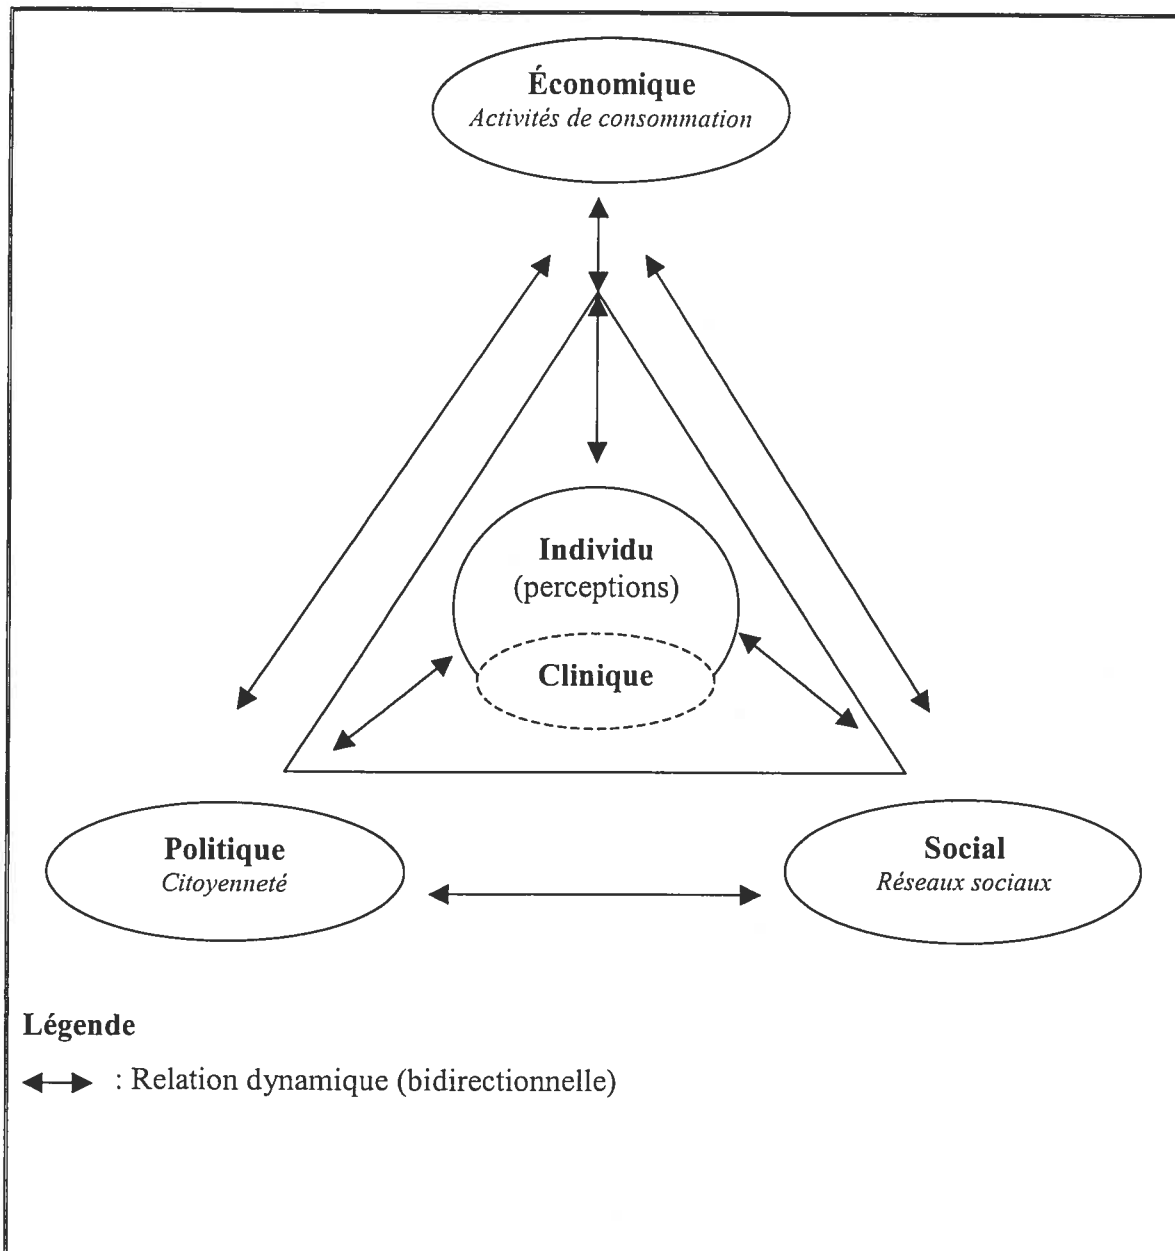 Économique
Activités de consommation
Individu
(perceptions)
Clinique
Politique
Citoyenneté
Social
Réseaux sociaux
Légende
: Relation dynamique (bidirectionnelle)